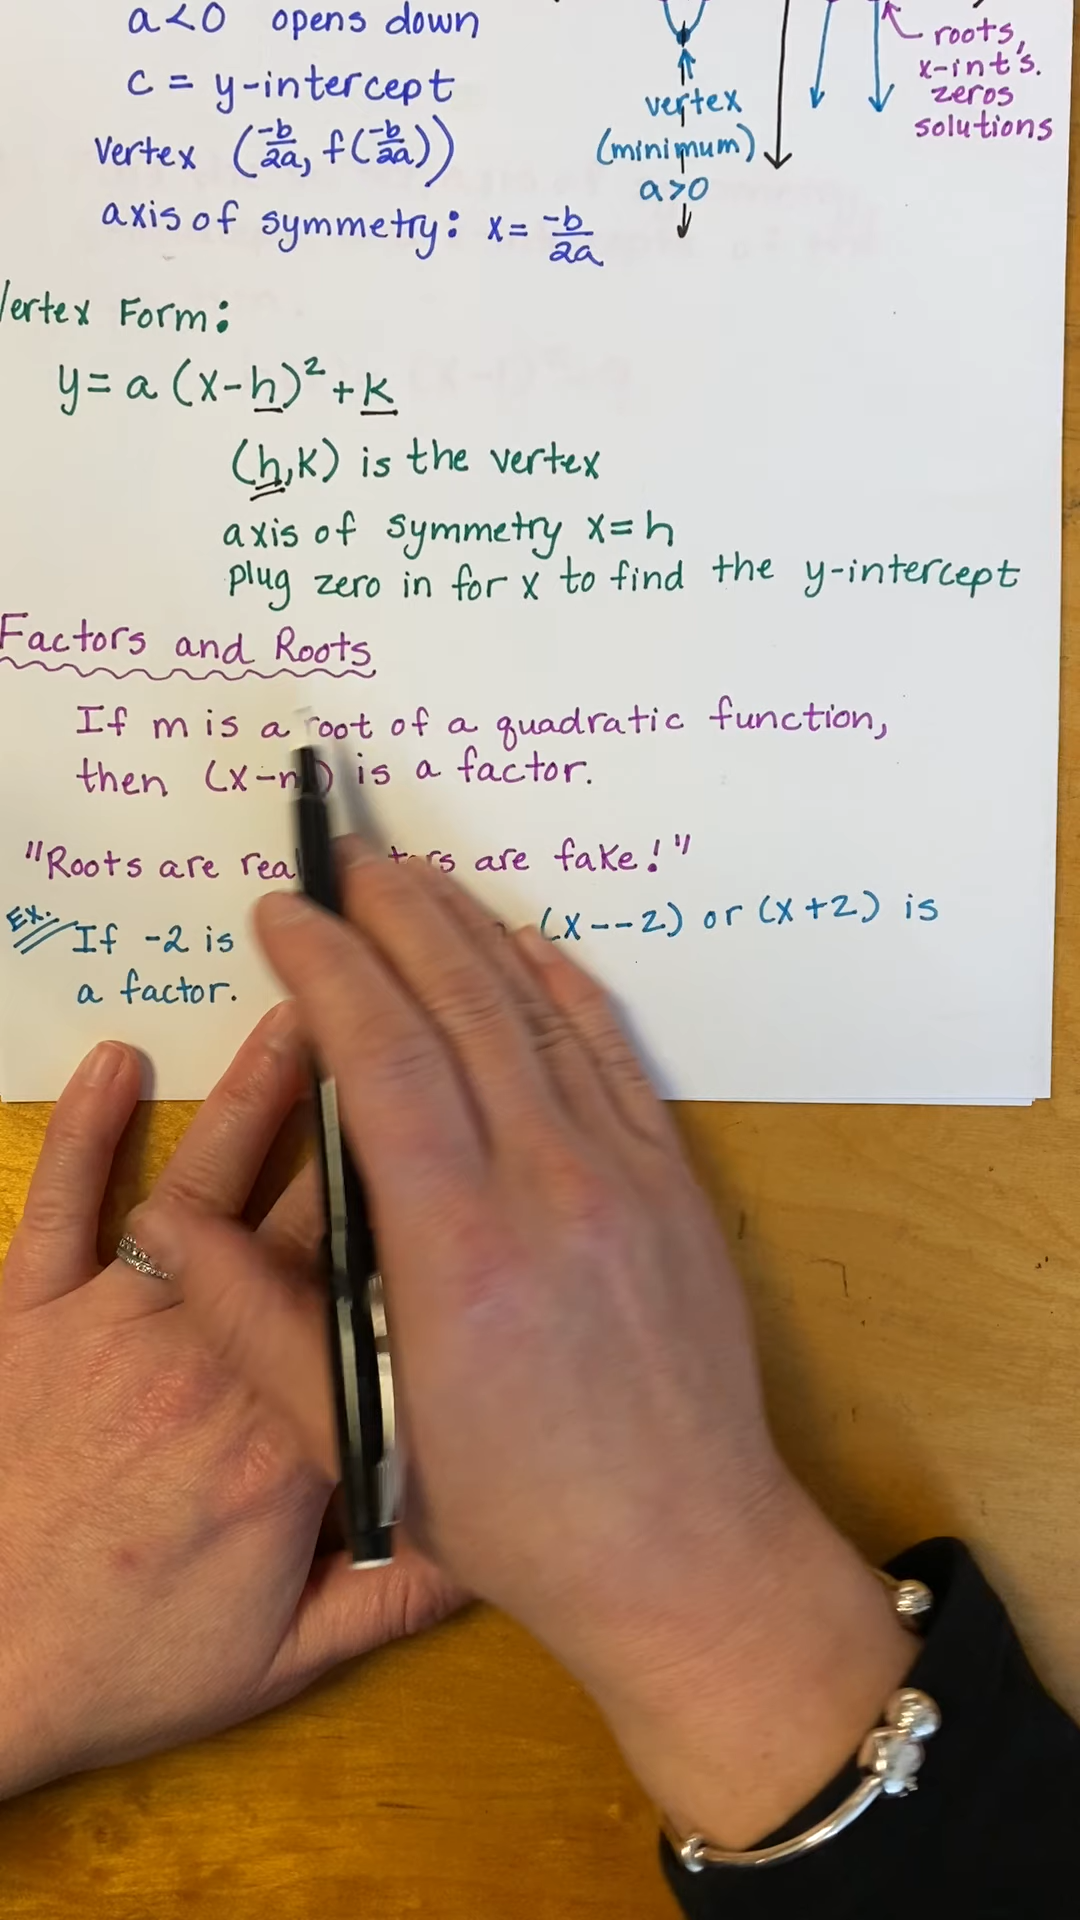 a<0 opens down
c = y-intercept
vertex (-b/2a, f(-b/2a))
axis of symmetry: x = -b/2a
vertex
(minimum)
a>0
roots,
x-int's.
zeros
solutions
Vertex Form:
y = a (x-h)² + k
(h,k) is the vertex
axis of symmetry x=h
plug zero in for x to find the y-intercept
Factors and Roots
If m is a root of a quadratic function,
then (x-m) is a factor.
"Roots are are fake!"
Ex. If -2 is (x--2) or (x+2) is
a factor.